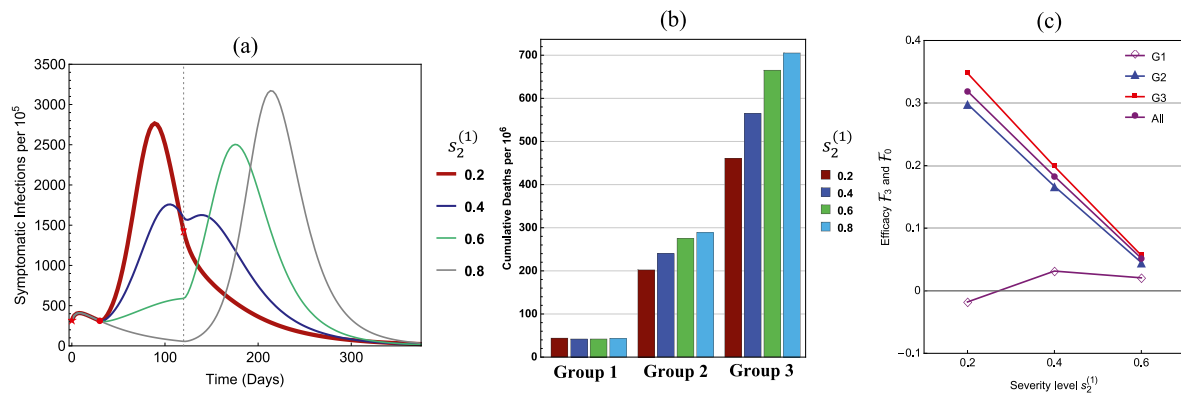 (a)
3500
3000
2500
2000
1500
1000
500
0
0
100
200
300
Symptomatic Infections per 10⁵
Time (Days)
s₂⁽¹⁾
0.2
0.4
0.6
0.8
(b)
700
600
500
400
300
200
100
0
Cumulative Deaths per 10⁶
Group 1
Group 2
Group 3
s₂⁽¹⁾
0.2
0.4
0.6
0.8
(c)
0.4
0.3
0.2
0.1
0
−0.1
0.2
0.4
0.6
Efficacy ℱ₃ and ℱ₀
Severity level s₂⁽¹⁾
G1
G2
G3
All